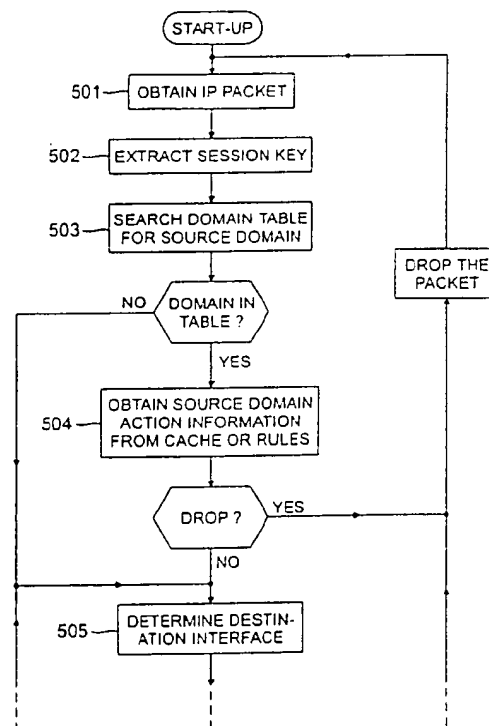 START-UP
501
OBTAIN IP PACKET
502
EXTRACT SESSION KEY
503
SEARCH DOMAIN TABLE
FOR SOURCE DOMAIN
DROP THE
PACKET
NO
DOMAIN IN
TABLE ?
YES
504
OBTAIN SOURCE DOMAIN
ACTION INFORMATION
FROM CACHE OR RULES
DROP ?
YES
NO
505
DETERMINE DESTIN-
ATION INTERFACE